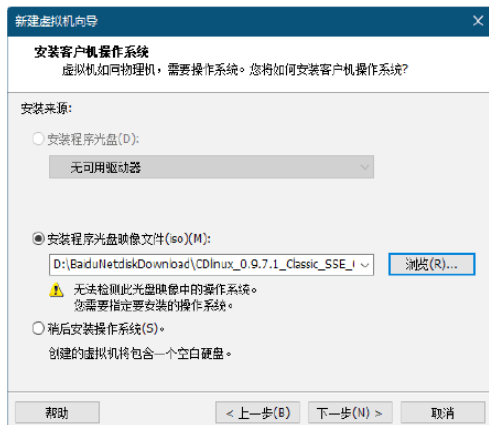 新建虚拟机向导
安装客户机操作系统
虚拟机如同物理机，需要操作系统。您将如何安装客户机操作系统?
安装来源:
安装程序光盘(D):
无可用驱动器
安装程序光盘映像文件(iso)(M):
D:\BaiduNetdiskDownload\CDlinux_0.9.7.1_Classic_SSE_
浏览(R)...
无法检测此光盘映像中的操作系统。
您需要指定要安装的操作系统。
稍后安装操作系统(S)。
创建的虚拟机将包含一个空白硬盘。
帮助
< 上一步(B)
下一步(N) >
取消